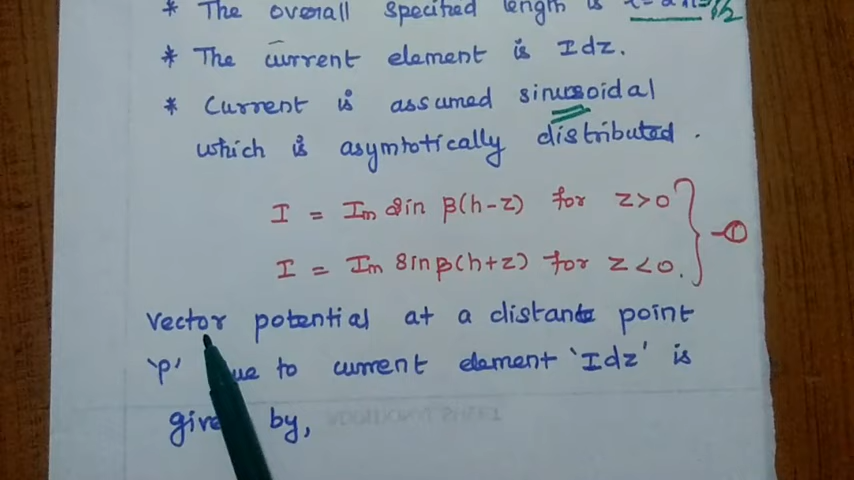 * The overall specified length is l=2h=λ/2
* The current element is Idz.
* Current is assumed sinusoidal
which is asymtotically distributed.
I = Im sin β(h-z) for z>0
I = Im sin β(h+z) for z<0. -①
Vector potential at a distant point
'P' due to current element 'Idz' is
given by,